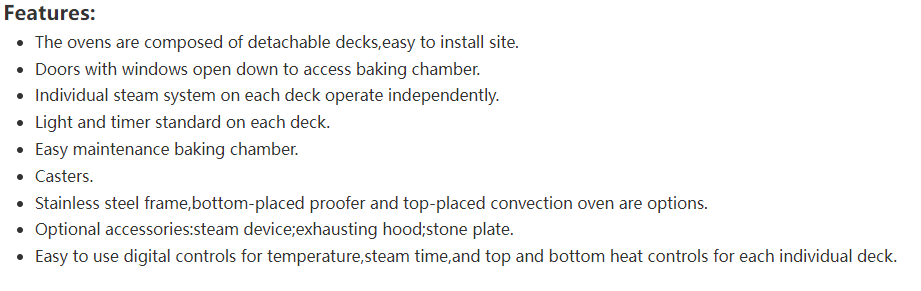 Features:
• The ovens are composed of detachable decks,easy to install site.
• Doors with windows open down to access baking chamber.
• Individual steam system on each deck operate independently.
• Light and timer standard on each deck.
• Easy maintenance baking chamber.
• Casters.
• Stainless steel frame,bottom-placed proofer and top-placed convection oven are options.
• Optional accessories:steam device;exhausting hood;stone plate.
• Easy to use digital controls for temperature,steam time,and top and bottom heat controls for each individual deck.